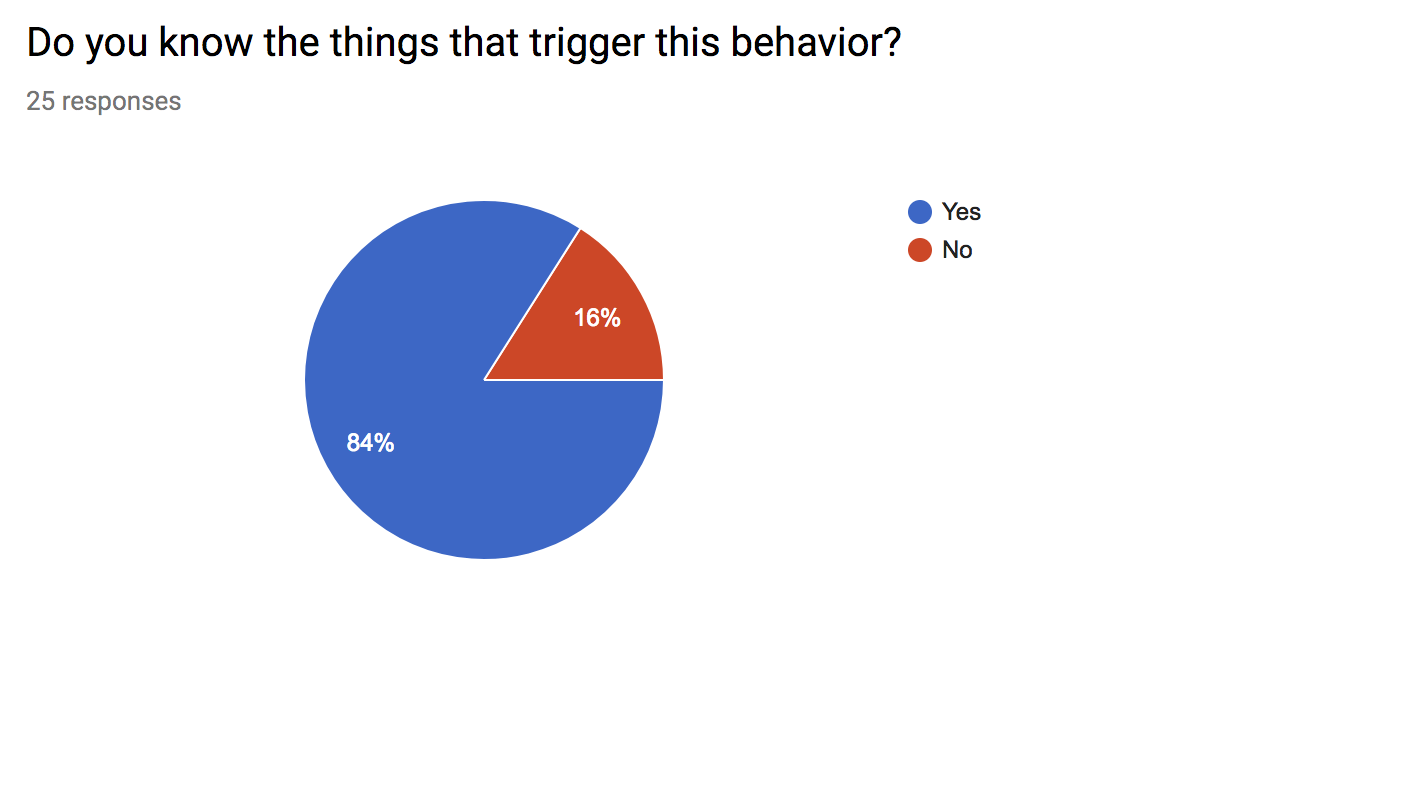 Do you know the things that trigger this behavior?
25 responses
Yes
No
16%
84%